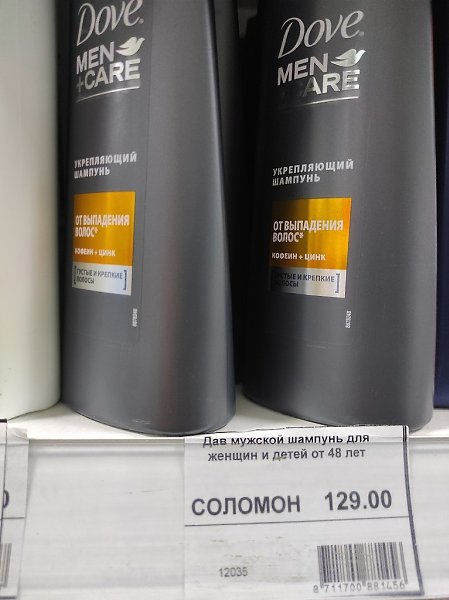 Dove
MEN
+CARE
УКРЕПЛЯЮЩИЙ
ШАМПУНЬ
ОТ ВЫПАДЕНИЯ
ВОЛОС*
КОФЕИН + ЦИНК
ГУСТЫЕ И КРЕПКИЕ
ВОЛОСЫ
Dove
MEN
+CARE
УКРЕПЛЯЮЩИЙ
ШАМПУНЬ
ОТ ВЫПАДЕНИЯ
ВОЛОС*
КОФЕИН + ЦИНК
ГУСТЫЕ И КРЕПКИЕ
ВОЛОСЫ
Дав мужской шампунь для
женщин и детей от 48 лет
СОЛОМОН 129.00
12035
8 711700 881456